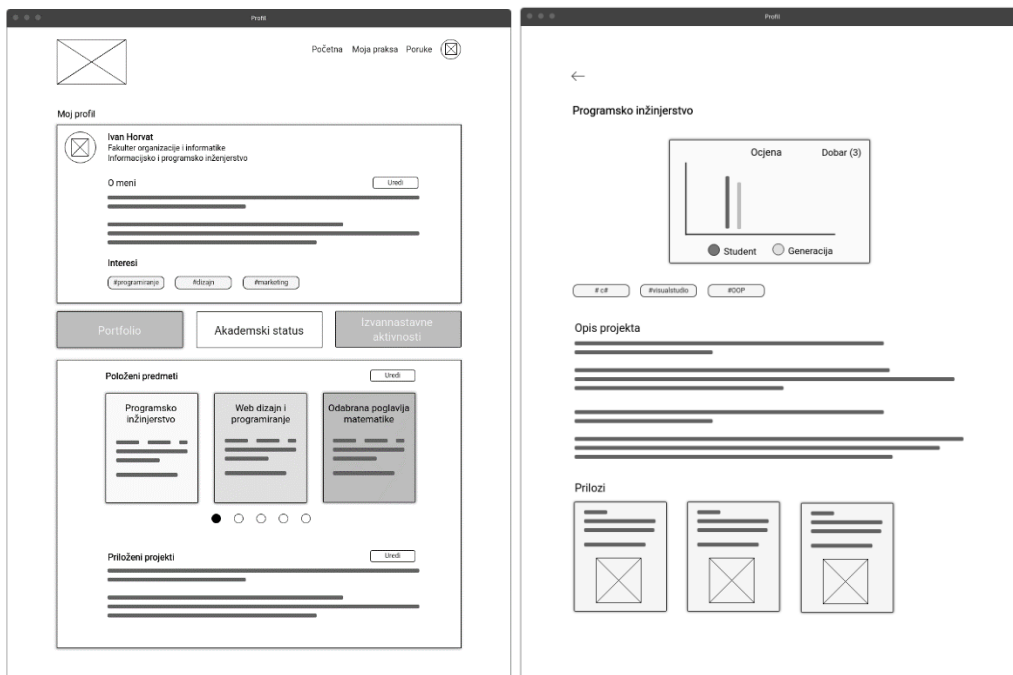 Profil
Početna Moja praksa Poruke
Moj profil
Ivan Horvat
Fakulter organizacije i informatike
Informacijsko i programsko inženjerstvo
O meni
Uredi
Interesi
#programiranje #dizajn #marketing
Portfolio
Akademski status
Izvannastavne
aktivnosti
Položeni predmeti
Uredi
Programsko
inžinjerstvo
Web dizajn i
programiranje
Odabrana poglavlja
matematike
Priloženi projekti
Uredi
Profil
Programsko inžinjerstvo
Ocjena
Dobar (3)
Student
Generacija
# c# #visualstudio #OOP
Opis projekta
Prilozi